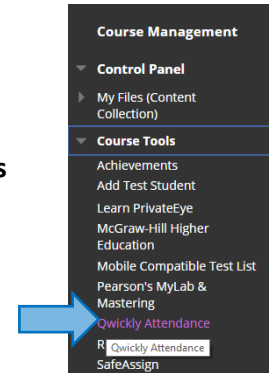 Course Management
Control Panel
My Files (Content
Collection)
Course Tools
s
Achievements
Add Test Student
Learn PrivateEye
McGraw-Hill Higher
Education
Mobile Compatible Test List
Pearson's MyLab &
Mastering
Qwickly Attendance
R
Qwickly Attendance
SafeAssign